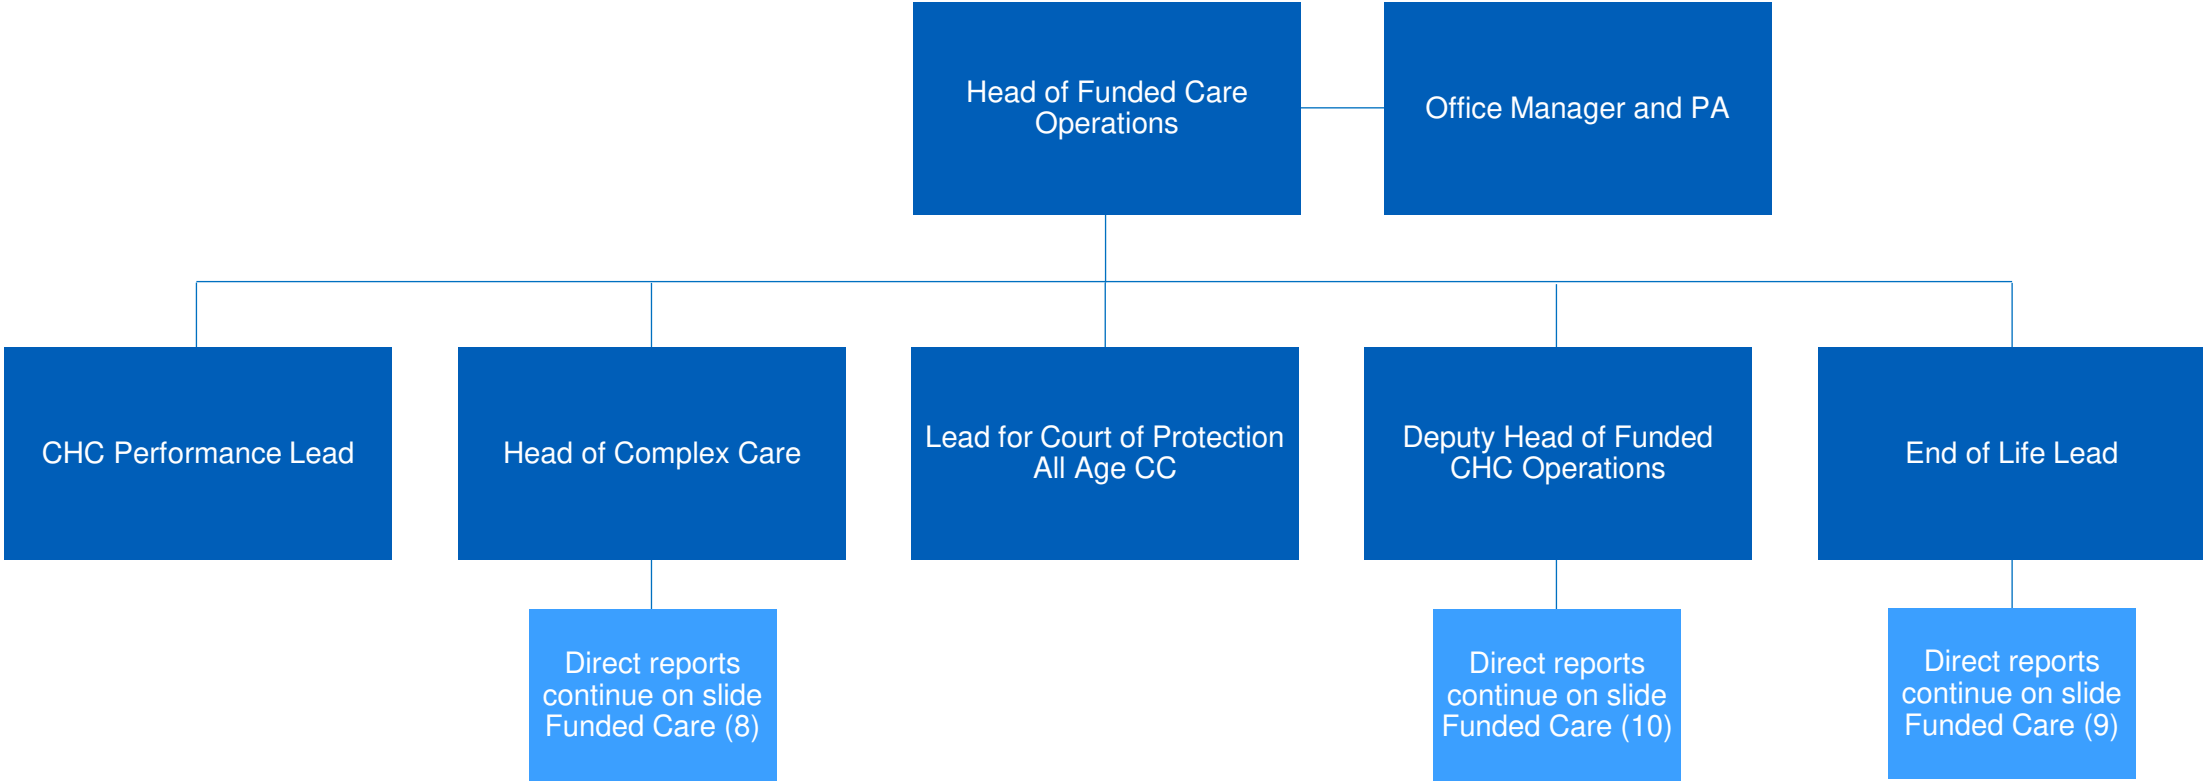 Head of Funded Care
Operations
Office Manager and PA
CHC Performance Lead
Head of Complex Care
Lead for Court of Protection
All Age CC
Deputy Head of Funded
CHC Operations
End of Life Lead
Direct reports
continue on slide
Funded Care (8)
Direct reports
continue on slide
Funded Care (10)
Direct reports
continue on slide
Funded Care (9)